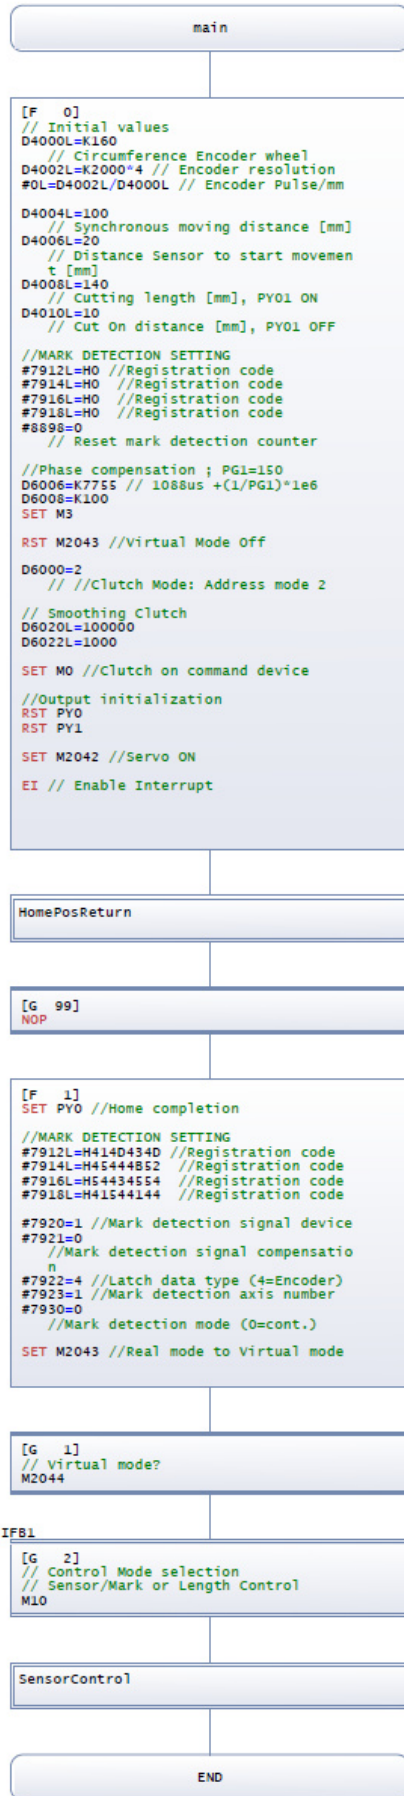 main
[F   0]
// Initial values
D4000L=K160
// Circumference Encoder wheel
D4002L=K2000*4 // Encoder resolution
#0L=D4002L/D4000L // Encoder Pulse/mm
D4004L=100
// Synchronous moving distance [mm]
D4006L=20
// Distance Sensor to start movemen
t [mm]
D4008L=140
// Cutting length [mm], PY01 ON
D4010L=10
// Cut On distance [mm], PY01 OFF
//MARK DETECTION SETTING
#7912L=H0 //Registration code
#7914L=H0  //Registration code
#7916L=H0  //Registration code
#7918L=H0  //Registration code
#8898=0
// Reset mark detection counter
//Phase compensation ; PG1=150
D6006=K7755 // 1088us +(1/PG1)*1e6
D6008=K100
SET M3
RST M2043 //Virtual Mode Off
D6000=2
// //Clutch Mode: Address mode 2
// Smoothing Clutch
D6020L=100000
D6022L=1000
SET M0 //Clutch on command device
//Output initialization
RST PY0
RST PY1
SET M2042 //Servo ON
EI // Enable Interrupt
HomePosReturn
[G  99]
NOP
[F   1]
SET PY0 //Home completion
//MARK DETECTION SETTING
#7912L=H414D434D //Registration code
#7914L=H45444B52  //Registration code
#7916L=H54434554  //Registration code
#7918L=H41544144  //Registration code
#7920=1 //Mark detection signal device
#7921=0
//Mark detection signal compensatio
n
#7922=4 //Latch data type (4=Encoder)
#7923=1 //Mark detection axis number
#7930=0
//Mark detection mode (0=cont.)
SET M2043 //Real mode to Virtual mode
[G   1]
// Virtual mode?
M2044
IFB1
[G   2]
// Control Mode selection
// Sensor/Mark or Length Control
M10
SensorControl
END